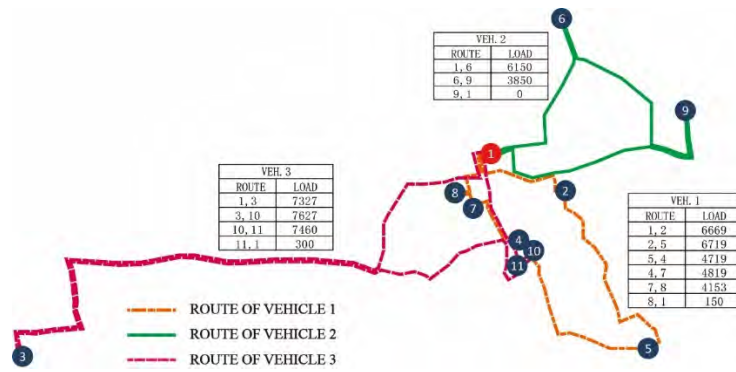 6
VEH. 2
ROUTE LOAD
1, 6 6150
6, 9 3850
9, 1 0
9
1
VEH. 3
ROUTE LOAD
1, 3 7327
3, 10 7627
10, 11 7460
11, 1 300
8
2
7
VEH. 1
ROUTE LOAD
1, 2 6669
2, 5 6719
5, 4 4719
4, 7 4819
7, 8 4153
8, 1 150
4
10
11
ROUTE OF VEHICLE 1
ROUTE OF VEHICLE 2
ROUTE OF VEHICLE 3
5
3